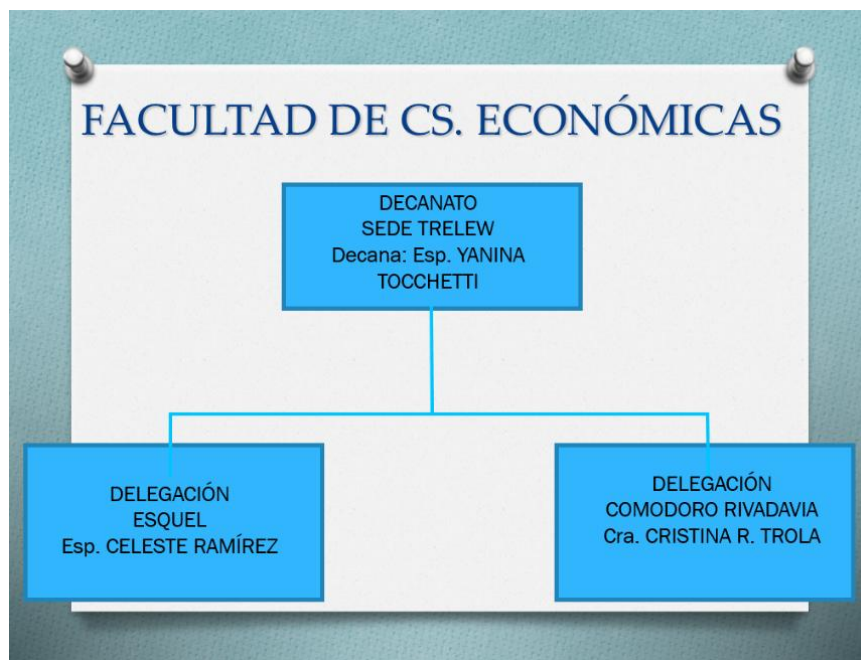 FACULTAD DE CS. ECONÓMICAS
DECANATO
SEDE TRELEW
Decana: Esp. YANINA
TOCCHETTI
DELEGACIÓN
ESQUEL
Esp. CELESTE RAMÍREZ
DELEGACIÓN
COMODORO RIVADAVIA
Cra. CRISTINA R. TROLA